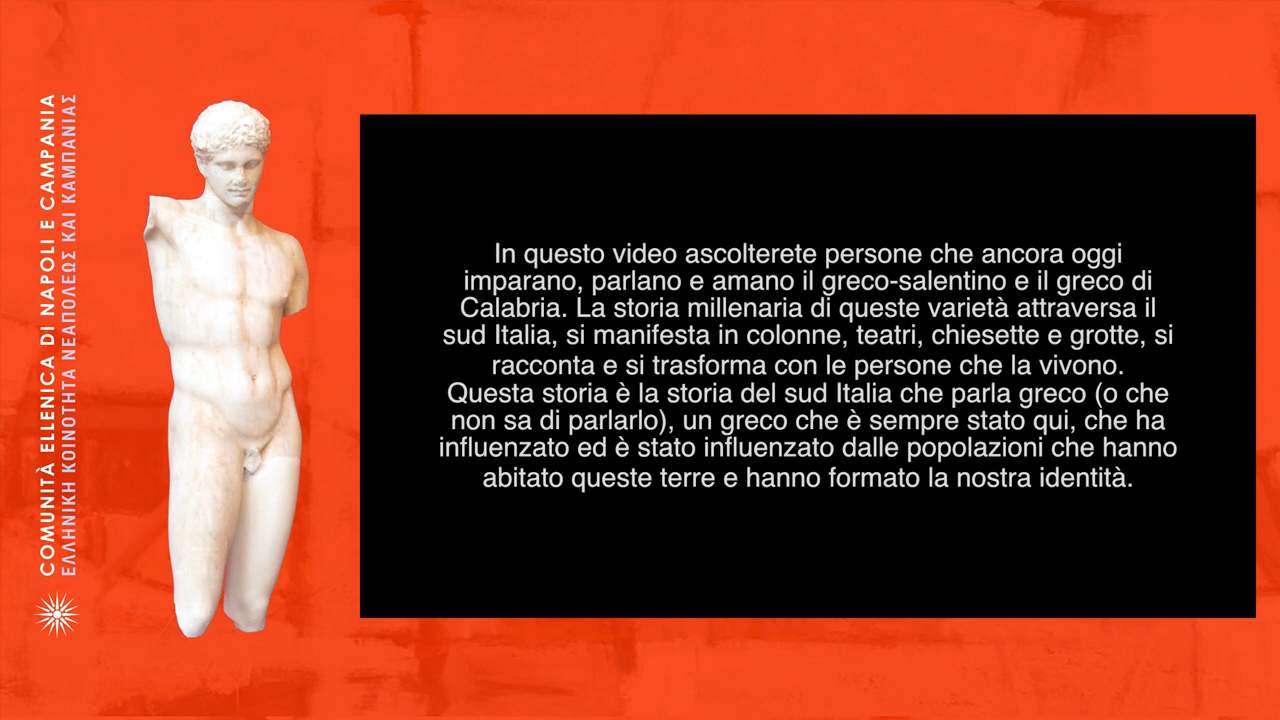 COMUNITÀ ELLENICA DI NAPOLI E CAMPANIA
ΕΛΛΗΝΙΚΗ ΚΟΙΝΟΤΗΤΑ ΝΕΑΠΟΛΕΩΣ ΚΑΙ ΚΑΜΠΑΝΙΑΣ
In questo video ascolterete persone che ancora oggi
imparano, parlano e amano il greco-salentino e il greco di
Calabria. La storia millenaria di queste varietà attraversa il
sud Italia, si manifesta in colonne, teatri, chiesette e grotte, si
racconta e si trasforma con le persone che la vivono.
Questa storia è la storia del sud Italia che parla greco (o che
non sa di parlarlo), un greco che è sempre stato qui, che ha
influenzato ed è stato influenzato dalle popolazioni che hanno
abitato queste terre e hanno formato la nostra identità.